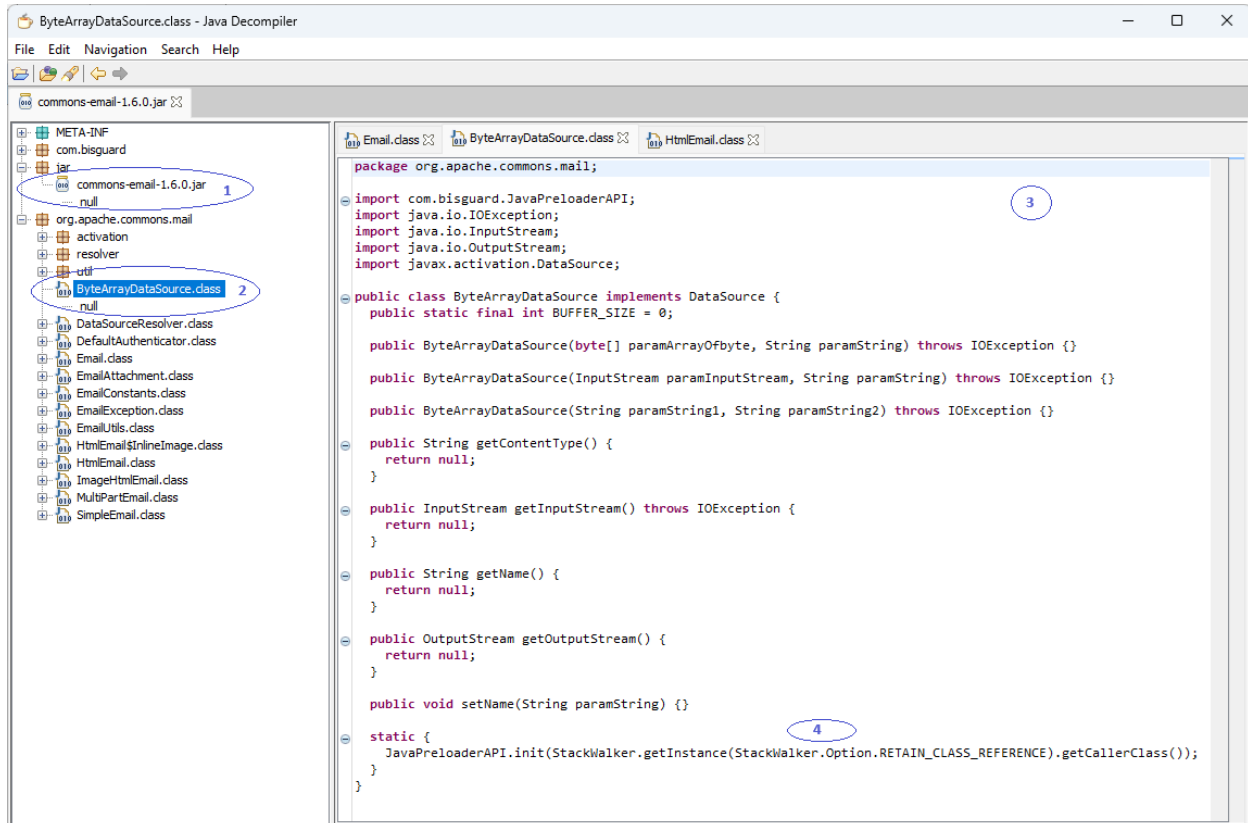 ByteArrayDataSource.class - Java Decompiler
File Edit Navigation Search Help
commons-email-1.6.0.jar
META-INF
com.bisguard
jar
commons-email-1.6.0.jar 1
null
org.apache.commons.mail
activation
resolver
util
ByteArrayDataSource.class 2
null
DataSourceResolver.class
DefaultAuthenticator.class
Email.class
EmailAttachment.class
EmailConstants.class
EmailException.class
EmailUtils.class
HtmlEmail$InlineImage.class
HtmlEmail.class
ImageHtmlEmail.class
MultiPartEmail.class
SimpleEmail.class
Email.class ByteArrayDataSource.class HtmlEmail.class
package org.apache.commons.mail;
3
import com.bisguard.JavaPreloaderAPI;
import java.io.IOException;
import java.io.InputStream;
import java.io.OutputStream;
import javax.activation.DataSource;
public class ByteArrayDataSource implements DataSource {
public static final int BUFFER_SIZE = 0;
public ByteArrayDataSource(byte[] paramArrayOfbyte, String paramString) throws IOException {}
public ByteArrayDataSource(InputStream paramInputStream, String paramString) throws IOException {}
public ByteArrayDataSource(String paramString1, String paramString2) throws IOException {}
public String getContentType() {
return null;
}
public InputStream getInputStream() throws IOException {
return null;
}
public String getName() {
return null;
}
public OutputStream getOutputStream() {
return null;
}
public void setName(String paramString) {}
4
static {
JavaPreloaderAPI.init(StackWalker.getInstance(StackWalker.Option.RETAIN_CLASS_REFERENCE).getCallerClass());
}
}